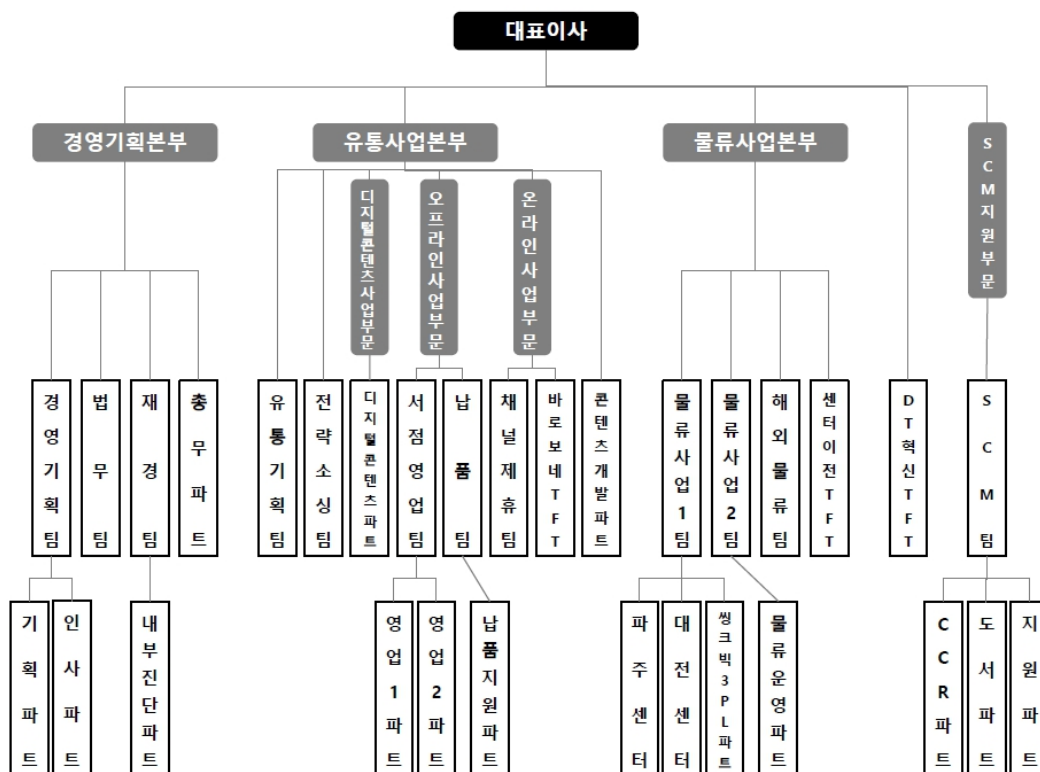 대표이사
경영기획본부
유통사업본부
물류사업본부
SCM지원부문
디지털콘텐츠사업부문
오프라인사업부문
온라인사업부문
경영기획팀
법무팀
재경팀
총무파트
유통기획팀
전략소싱팀
디지털콘텐츠파트
서점영업팀
납품팀
채널제휴팀
바로보네TFT
콘텐츠개발파트
물류사업1팀
물류사업2팀
해외물류팀
센터이전TFT
DT혁신TFT
SCM팀
기획파트
인사파트
내부진단파트
영업1파트
영업2파트
납품지원파트
파주센터
대전센터
씽크빅3PL파트
물류운영파트
CCR파트
도서파트
지원파트